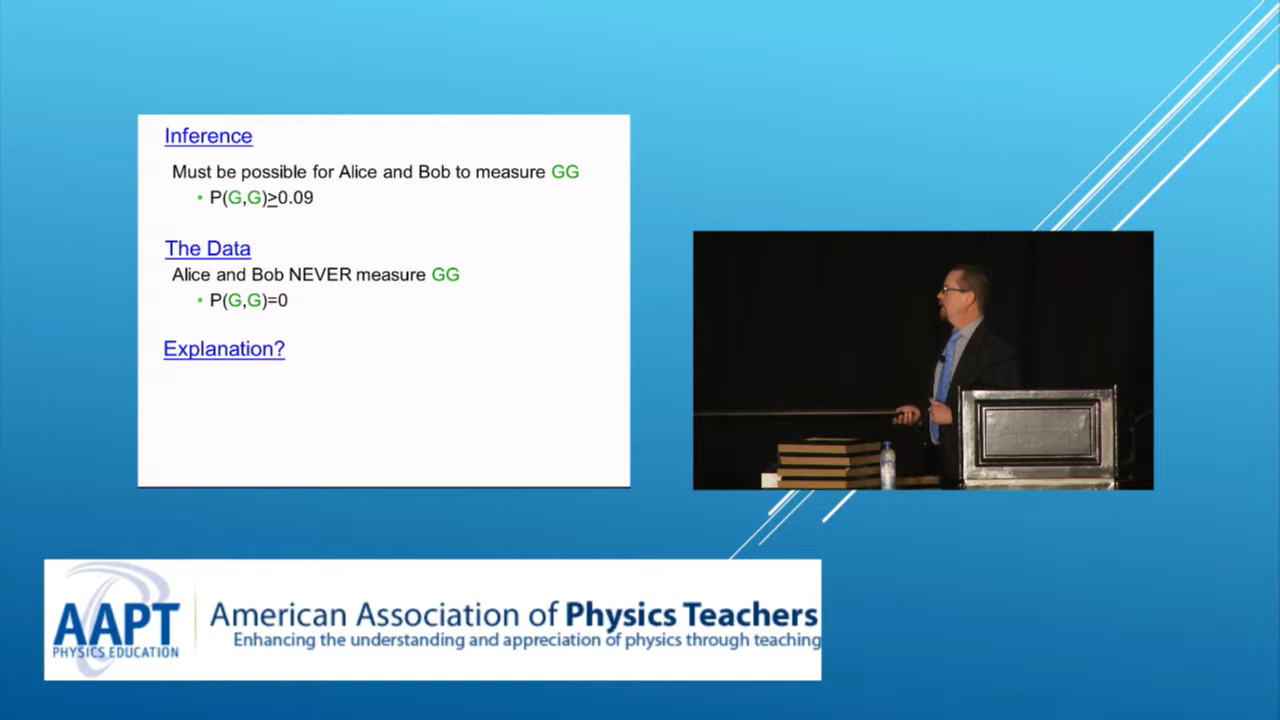 Inference
Must be possible for Alice and Bob to measure GG
• P(G,G)≥0.09
The Data
Alice and Bob NEVER measure GG
• P(G,G)=0
Explanation?
AAPT
PHYSICS EDUCATION
American Association of Physics Teachers
Enhancing the understanding and appreciation of physics through teaching